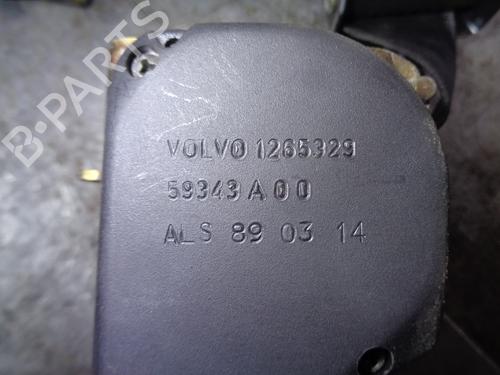 VOLVO 1265329
59343 A 0 0
ALS 89 03 14
B-PARTS